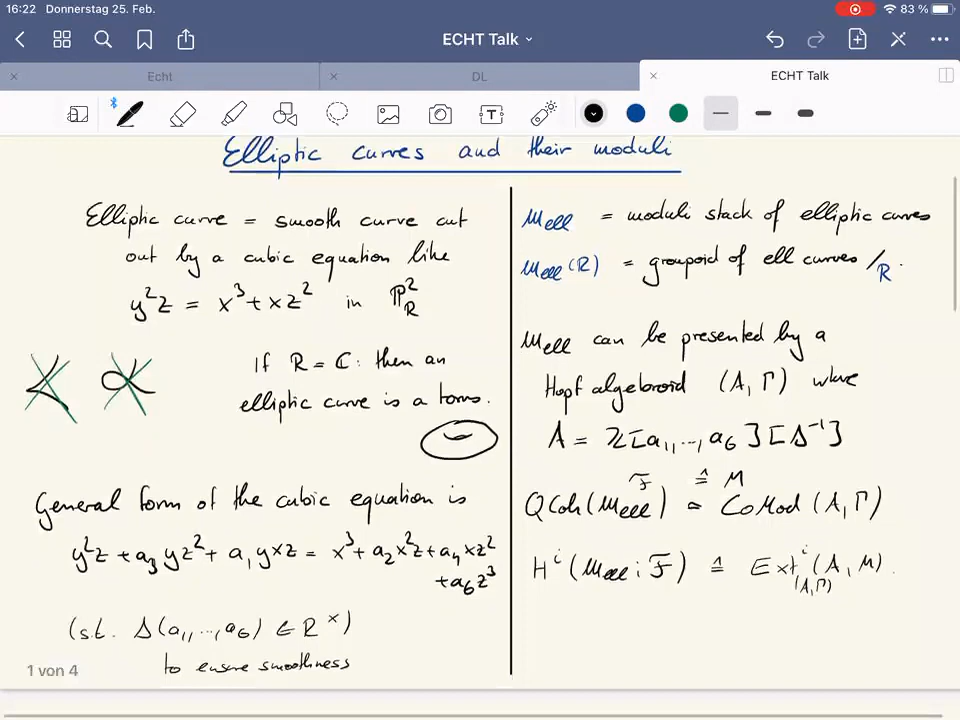 16:22 Donnerstag 25. Feb.
83 %
ECHT Talk
Echt
DL
ECHT Talk
Elliptic curves and their moduli
Elliptic curve = smooth curve cut
out by a cubic equation like
y²z = x³ + xz² in ℙ²_R
If R = ℂ: then an
elliptic curve is a torus.
General form of the cubic equation is
y²z + a₃yz² + a₁yxz = x³ + a₂x²z + a₄xz²
+ a₆z³
(s.t. Δ(a₁,...,a₆) ∈ R^×)
to ensure smoothness
1 von 4
M_ell = moduli stack of elliptic curves
M_ell(R) = groupoid of ell curves /R.
M_ell can be presented by a
Hopf algebroid (A, Γ) where
A = ℤ[a₁,...,a₆][Δ⁻¹]
F ≙ M
QCoh(M_ell) ≃ CoMod(A,Γ)
Hⁱ(M_ell; F) ≙ Extⁱ_(A,Γ)(A, M).